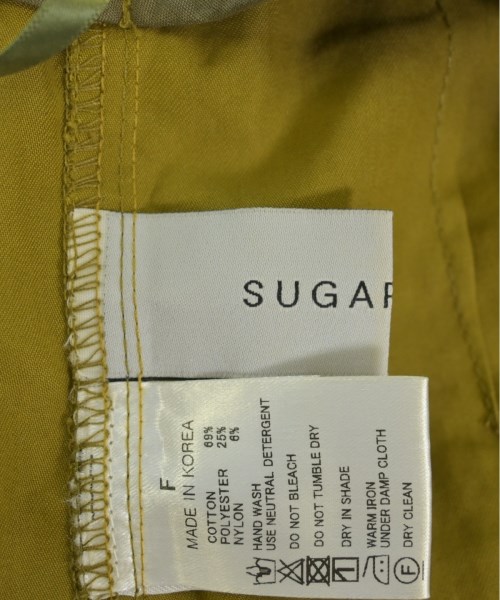 SUGAR
F
MADE IN KOREA
COTTON 69%
POLYESTER 25%
NYLON 6%
HAND WASH
USE NEUTRAL DETERGENT
DO NOT BLEACH
DO NOT TUMBLE DRY
DRY IN SHADE
WARM IRON
UNDER DAMP CLOTH
F DRY CLEAN